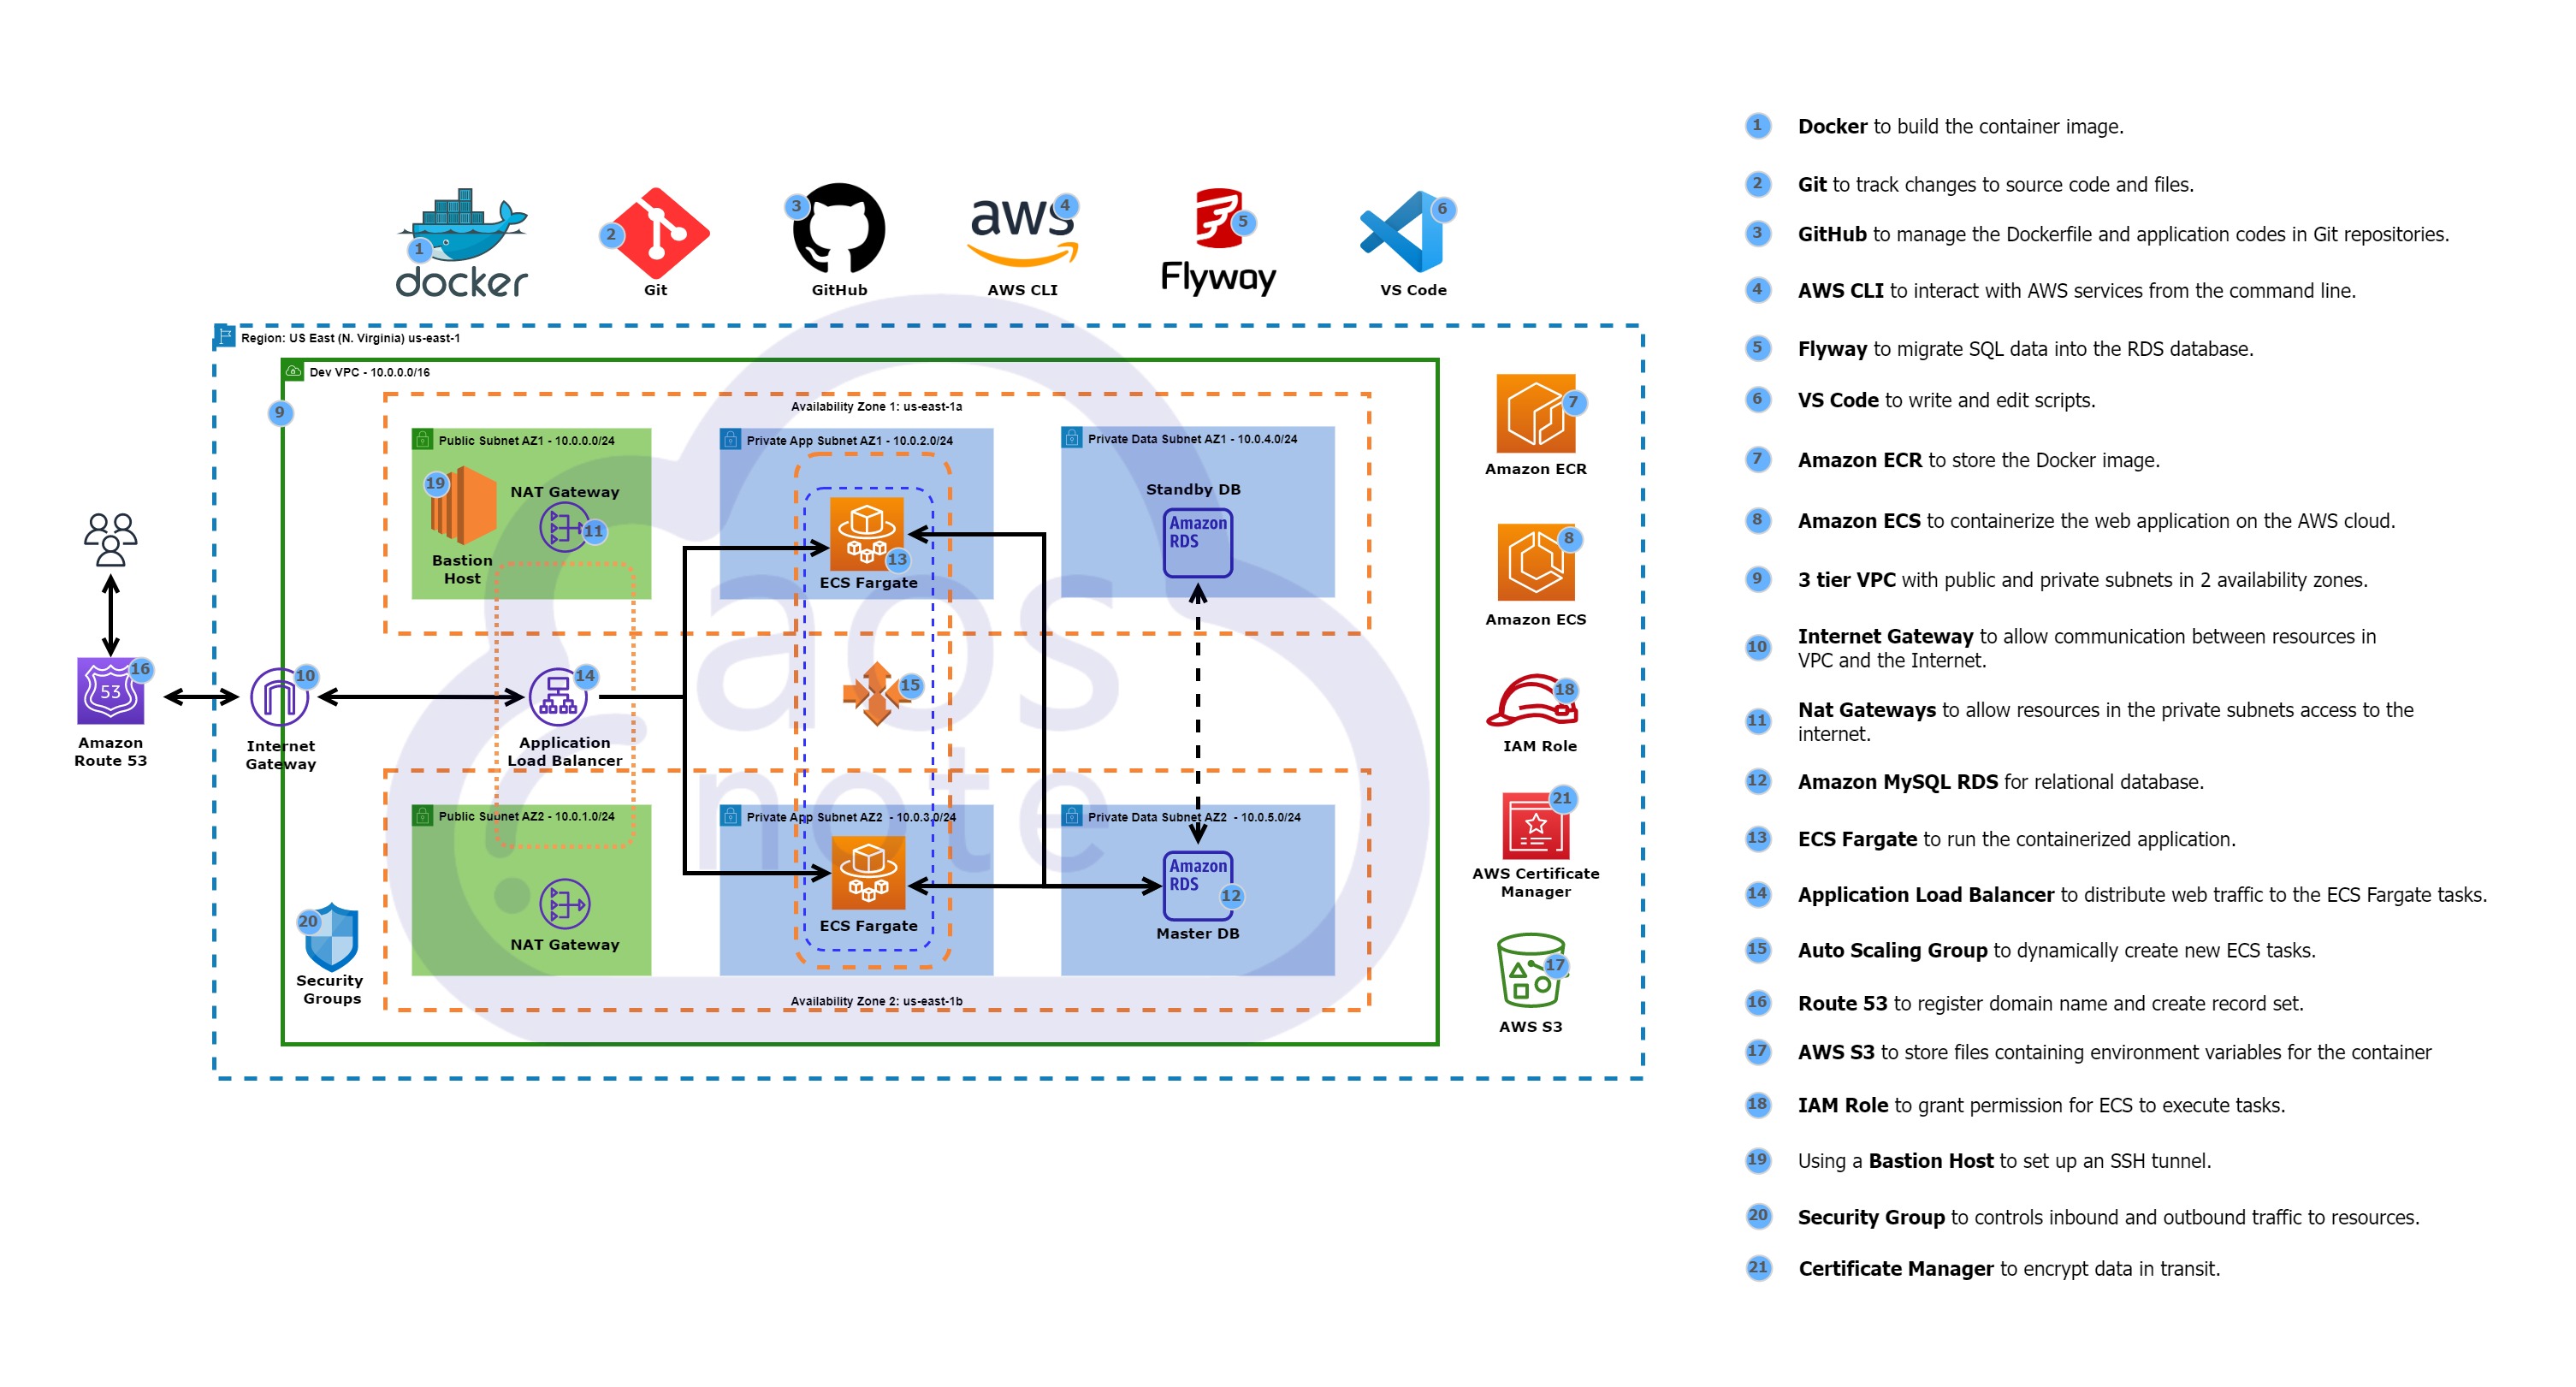 docker
1
Git
2
GitHub
3
aws
4
AWS CLI
Flyway
5
VS Code
6
Region: US East (N. Virginia) us-east-1
Dev VPC - 10.0.0.0/16
9
Availability Zone 1: us-east-1a
Public Subnet AZ1 - 10.0.0.0/24
19
Bastion
Host
NAT Gateway
11
Private App Subnet AZ1 - 10.0.2.0/24
13
ECS Fargate
Private Data Subnet AZ1 - 10.0.4.0/24
Standby DB
Amazon
RDS
53
16
Amazon
Route 53
10
Internet
Gateway
14
Application
Load Balancer
15
aos
note
Public Subnet AZ2 - 10.0.1.0/24
NAT Gateway
Private App Subnet AZ2 - 10.0.3.0/24
ECS Fargate
Private Data Subnet AZ2 - 10.0.5.0/24
Amazon
RDS
12
Master DB
Availability Zone 2: us-east-1b
20
Security
Groups
7
Amazon ECR
8
Amazon ECS
18
IAM Role
21
AWS Certificate
Manager
17
AWS S3
1 Docker to build the container image.
2 Git to track changes to source code and files.
3 GitHub to manage the Dockerfile and application codes in Git repositories.
4 AWS CLI to interact with AWS services from the command line.
5 Flyway to migrate SQL data into the RDS database.
6 VS Code to write and edit scripts.
7 Amazon ECR to store the Docker image.
8 Amazon ECS to containerize the web application on the AWS cloud.
9 3 tier VPC with public and private subnets in 2 availability zones.
10 Internet Gateway to allow communication between resources in
VPC and the Internet.
11 Nat Gateways to allow resources in the private subnets access to the
internet.
12 Amazon MySQL RDS for relational database.
13 ECS Fargate to run the containerized application.
14 Application Load Balancer to distribute web traffic to the ECS Fargate tasks.
15 Auto Scaling Group to dynamically create new ECS tasks.
16 Route 53 to register domain name and create record set.
17 AWS S3 to store files containing environment variables for the container
18 IAM Role to grant permission for ECS to execute tasks.
19 Using a Bastion Host to set up an SSH tunnel.
20 Security Group to controls inbound and outbound traffic to resources.
21 Certificate Manager to encrypt data in transit.